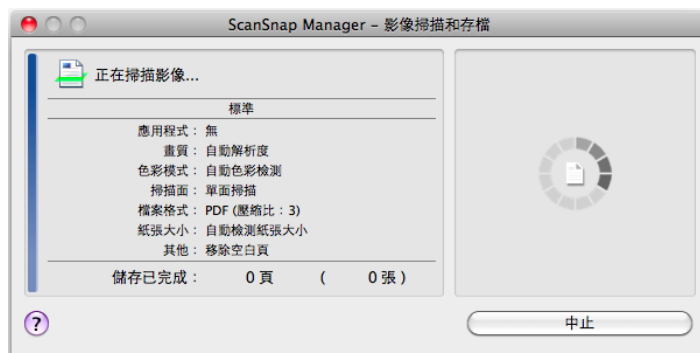 ScanSnap Manager – 影像掃描和存檔
正在掃描影像...
標準
應用程式： 無
畫質： 自動解析度
色彩模式： 自動色彩檢測
掃描面： 單面掃描
檔案格式： PDF (壓縮比：3)
紙張大小： 自動檢測紙張大小
其他： 移除空白頁
儲存已完成： 0 頁 ( 0 張 )
?
中止